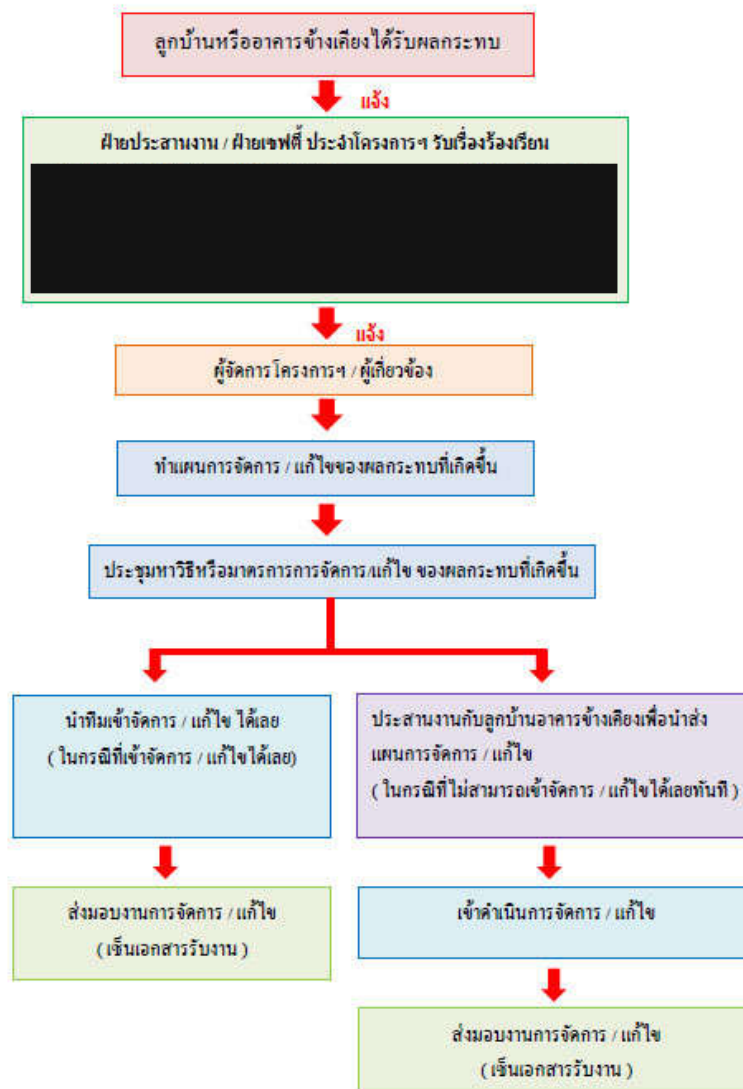 ลูกบ้านหรืออาคารข้างเคียงได้รับผลกระทบ
แจ้ง
ฝ่ายประสานงาน / ฝ่ายเซฟตี้ ประจำโครงการฯ รับเรื่องร้องเรียน
แจ้ง
ผู้จัดการโครงการฯ / ผู้เกี่ยวข้อง
ทำแผนการจัดการ / แก้ไขของผลกระทบที่เกิดขึ้น
ประชุมหาวิธีหรือมาตรการการจัดการ/แก้ไข ของผลกระทบที่เกิดขึ้น
นำทีมเข้าจัดการ / แก้ไข ได้เลย
( ในกรณีที่เข้าจัดการ / แก้ไขได้เลย)
ส่งมอบงานการจัดการ / แก้ไข
( เซ็นเอกสารรับงาน )
ประสานงานกับลูกบ้านอาคารข้างเคียงเพื่อนำส่ง
แผนการจัดการ / แก้ไข
( ในกรณีที่ไม่สามารถเข้าจัดการ / แก้ไขได้เลยทันที )
เข้าดำเนินการจัดการ / แก้ไข
ส่งมอบงานการจัดการ / แก้ไข
( เซ็นเอกสารรับงาน )